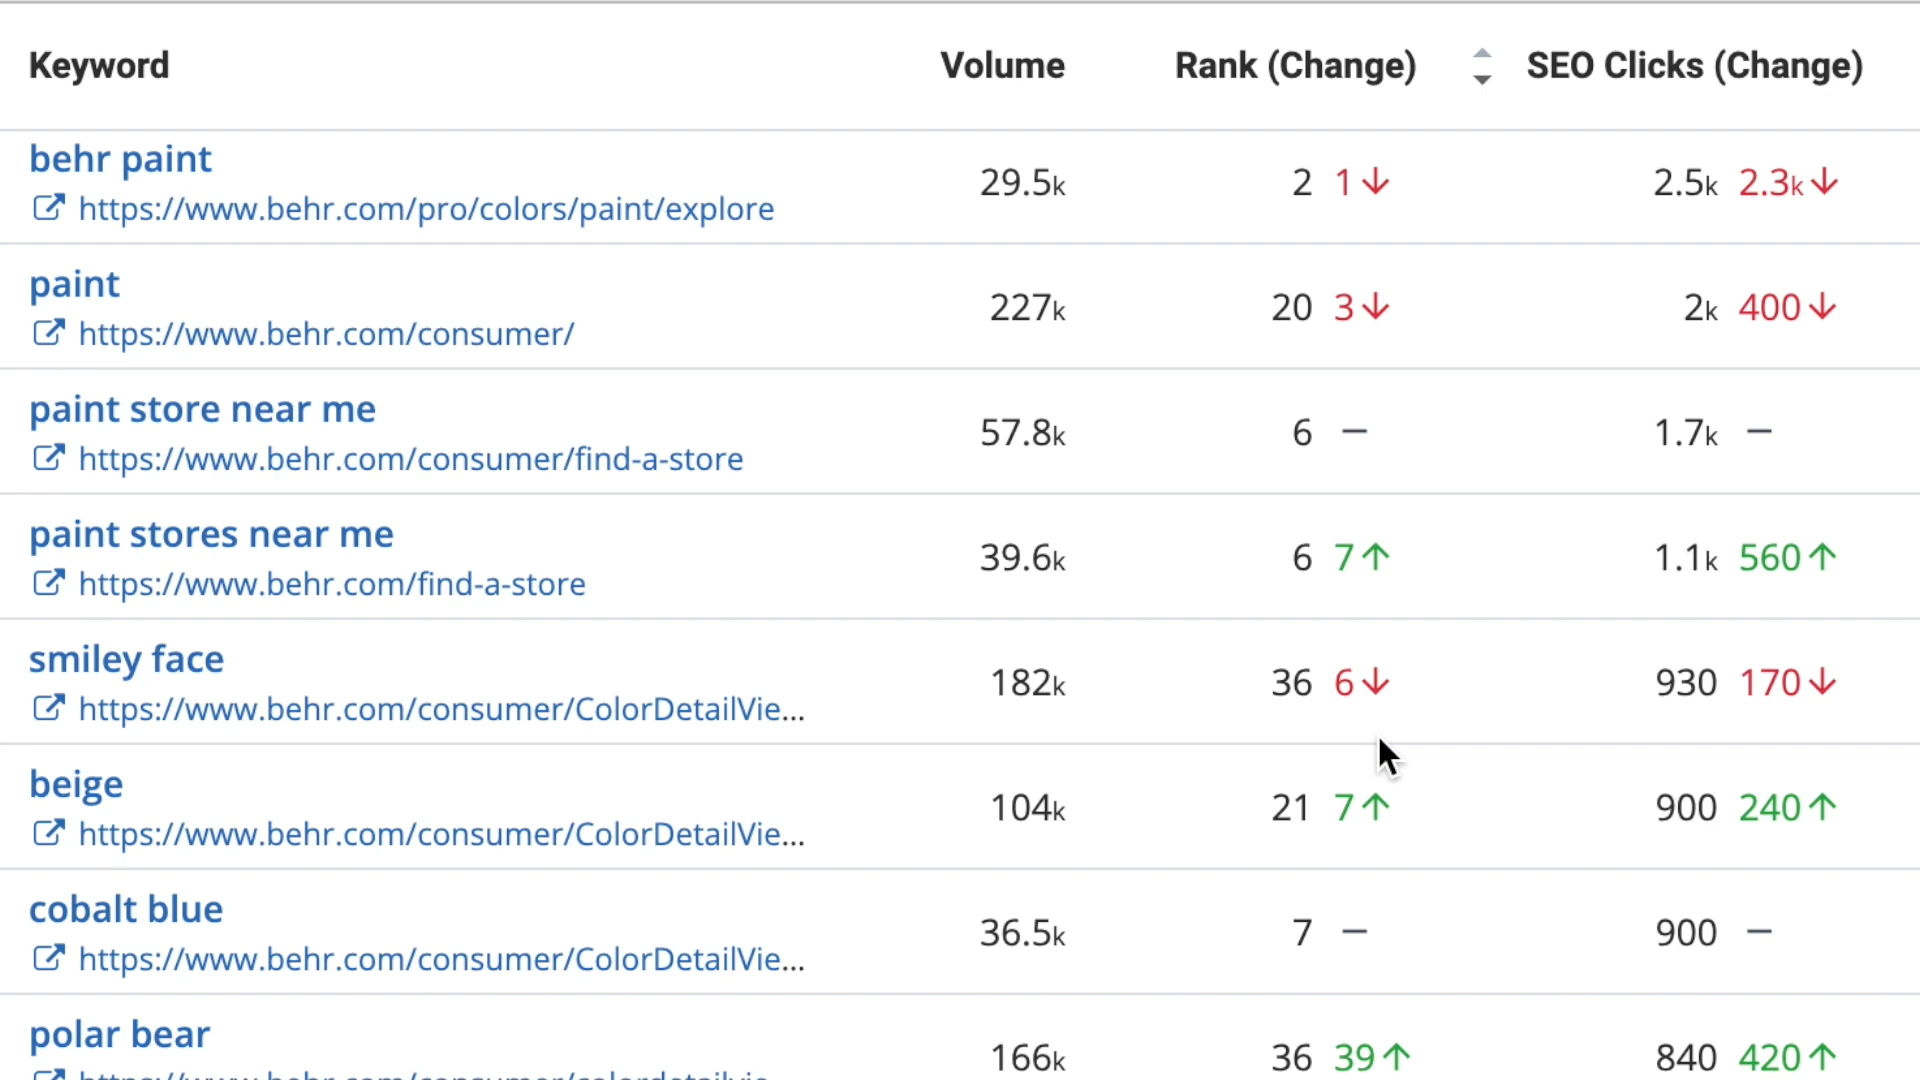 Keyword Volume Rank (Change) SEO Clicks (Change)
behr paint
29.5k 2 1↓ 2.5k 2.3k↓
https://www.behr.com/pro/colors/paint/explore
paint
227k 20 3↓ 2k 400↓
https://www.behr.com/consumer/
paint store near me
57.8k 6 – 1.7k –
https://www.behr.com/consumer/find-a-store
paint stores near me
39.6k 6 7↑ 1.1k 560↑
https://www.behr.com/find-a-store
smiley face
182k 36 6↓ 930 170↓
https://www.behr.com/consumer/ColorDetailVie...
beige
104k 21 7↑ 900 240↑
https://www.behr.com/consumer/ColorDetailVie...
cobalt blue
36.5k 7 – 900 –
https://www.behr.com/consumer/ColorDetailVie...
polar bear
166k 36 39↑ 840 420↑